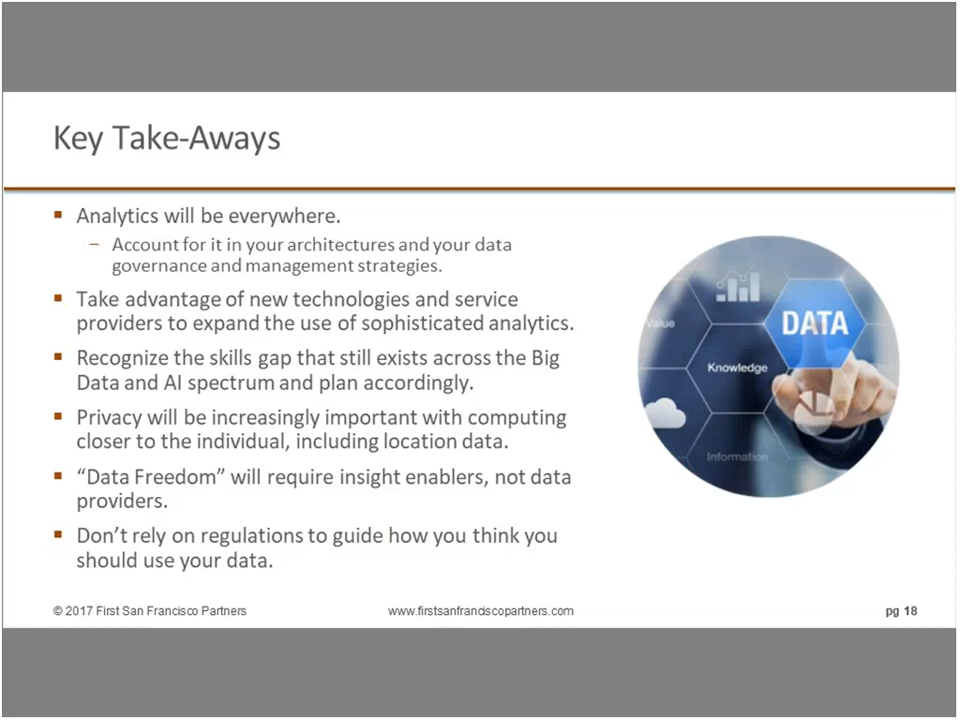 Key Take-Aways
▪ Analytics will be everywhere.
– Account for it in your architectures and your data
governance and management strategies.
▪ Take advantage of new technologies and service
providers to expand the use of sophisticated analytics.
▪ Recognize the skills gap that still exists across the Big
Data and AI spectrum and plan accordingly.
▪ Privacy will be increasingly important with computing
closer to the individual, including location data.
▪ “Data Freedom” will require insight enablers, not data
providers.
▪ Don’t rely on regulations to guide how you think you
should use your data.
Value
DATA
Knowledge
Information
© 2017 First San Francisco Partners
www.firstsanfranciscopartners.com
pg 18